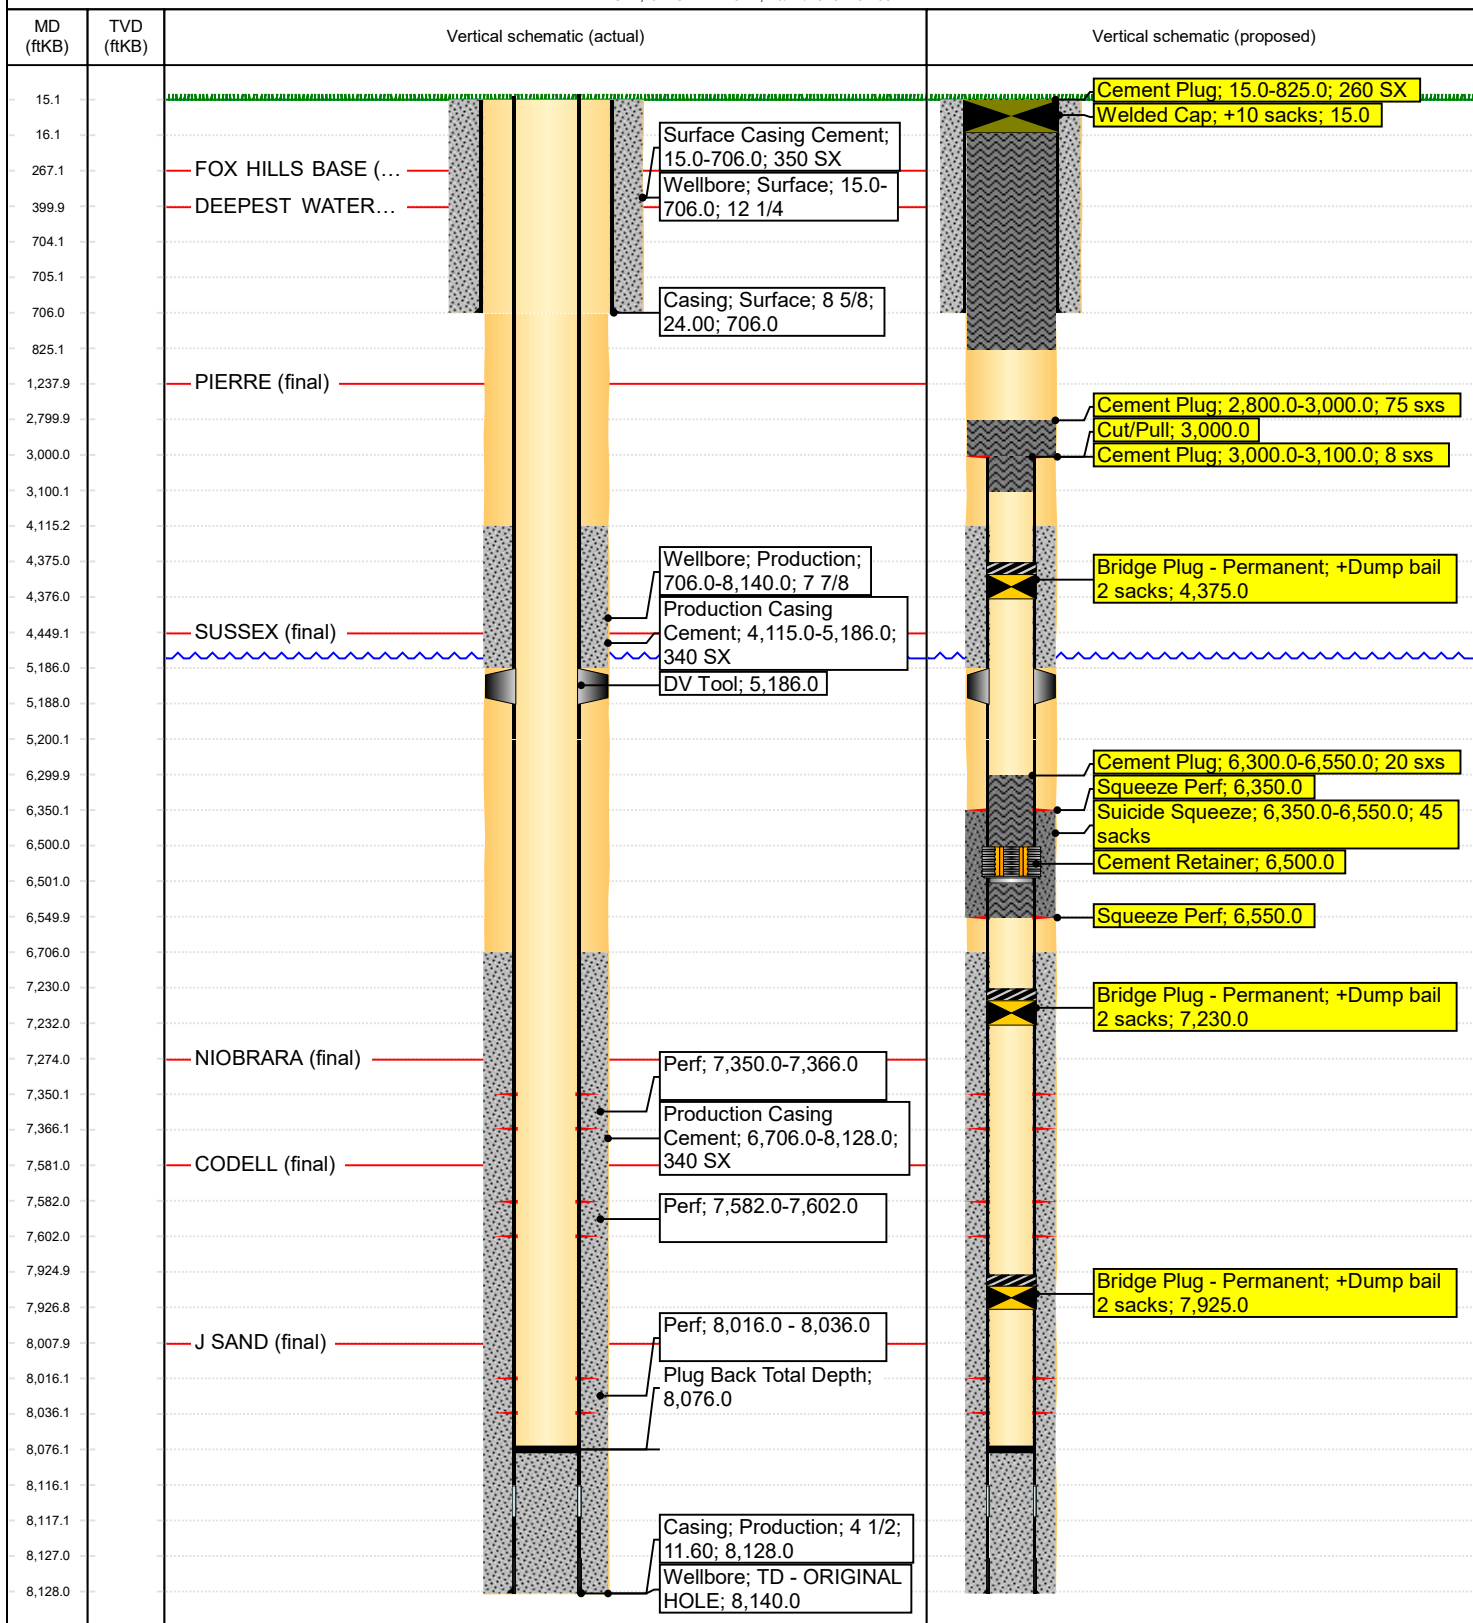 MD
(ftKB)
TVD
(ftKB)
Vertical schematic (actual)
Vertical schematic (proposed)
15.1
16.1
267.1
399.9
704.1
705.1
706.0
825.1
1,237.9
2,799.9
3,000.0
3,100.1
4,115.2
4,375.0
4,376.0
4,449.1
5,186.0
5,188.0
5,200.1
6,299.9
6,350.1
6,500.0
6,501.0
6,549.9
6,706.0
7,230.0
7,232.0
7,274.0
7,350.1
7,366.1
7,581.0
7,582.0
7,602.0
7,924.9
7,926.8
8,007.9
8,016.1
8,036.1
8,076.1
8,116.1
8,117.1
8,127.0
8,128.0
FOX HILLS BASE (...
DEEPEST WATER...
PIERRE (final)
SUSSEX (final)
NIOBRARA (final)
CODELL (final)
J SAND (final)
Surface Casing Cement;
15.0-706.0; 350 SX
Wellbore; Surface; 15.0-
706.0; 12 1/4
Casing; Surface; 8 5/8;
24.00; 706.0
Wellbore; Production;
706.0-8,140.0; 7 7/8
Production Casing
Cement; 4,115.0-5,186.0;
340 SX
DV Tool; 5,186.0
Perf; 7,350.0-7,366.0
Production Casing
Cement; 6,706.0-8,128.0;
340 SX
Perf; 7,582.0-7,602.0
Perf; 8,016.0 - 8,036.0
Plug Back Total Depth;
8,076.0
Casing; Production; 4 1/2;
11.60; 8,128.0
Wellbore; TD - ORIGINAL
HOLE; 8,140.0
Cement Plug; 15.0-825.0; 260 SX
Welded Cap; +10 sacks; 15.0
Cement Plug; 2,800.0-3,000.0; 75 sxs
Cut/Pull; 3,000.0
Cement Plug; 3,000.0-3,100.0; 8 sxs
Bridge Plug - Permanent; +Dump bail
2 sacks; 4,375.0
Cement Plug; 6,300.0-6,550.0; 20 sxs
Squeeze Perf; 6,350.0
Suicide Squeeze; 6,350.0-6,550.0; 45
sacks
Cement Retainer; 6,500.0
Squeeze Perf; 6,550.0
Bridge Plug - Permanent; +Dump bail
2 sacks; 7,230.0
Bridge Plug - Permanent; +Dump bail
2 sacks; 7,925.0